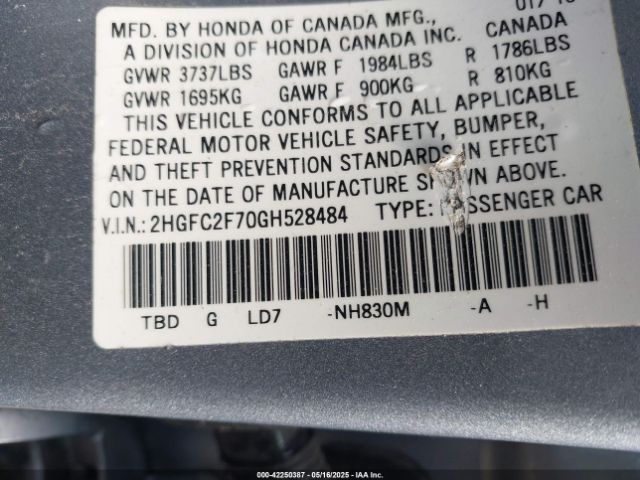 MFD. BY HONDA OF CANADA MFG.,
A DIVISION OF HONDA CANADA INC. CANADA
GVWR 3737LBS GAWR F 1984LBS R 1786LBS
GVWR 1695KG GAWR F 900KG R 810KG
THIS VEHICLE CONFORMS TO ALL APPLICABLE
FEDERAL MOTOR VEHICLE SAFETY, BUMPER,
AND THEFT PREVENTION STANDARDS IN EFFECT
ON THE DATE OF MANUFACTURE SHOWN ABOVE.
V.I.N.: 2HGFC2F70GH528484 TYPE: PASSENGER CAR
TBD G LD7 -NH830M -A -H
000-42250387 — 05/16/2025 — IAA Inc.